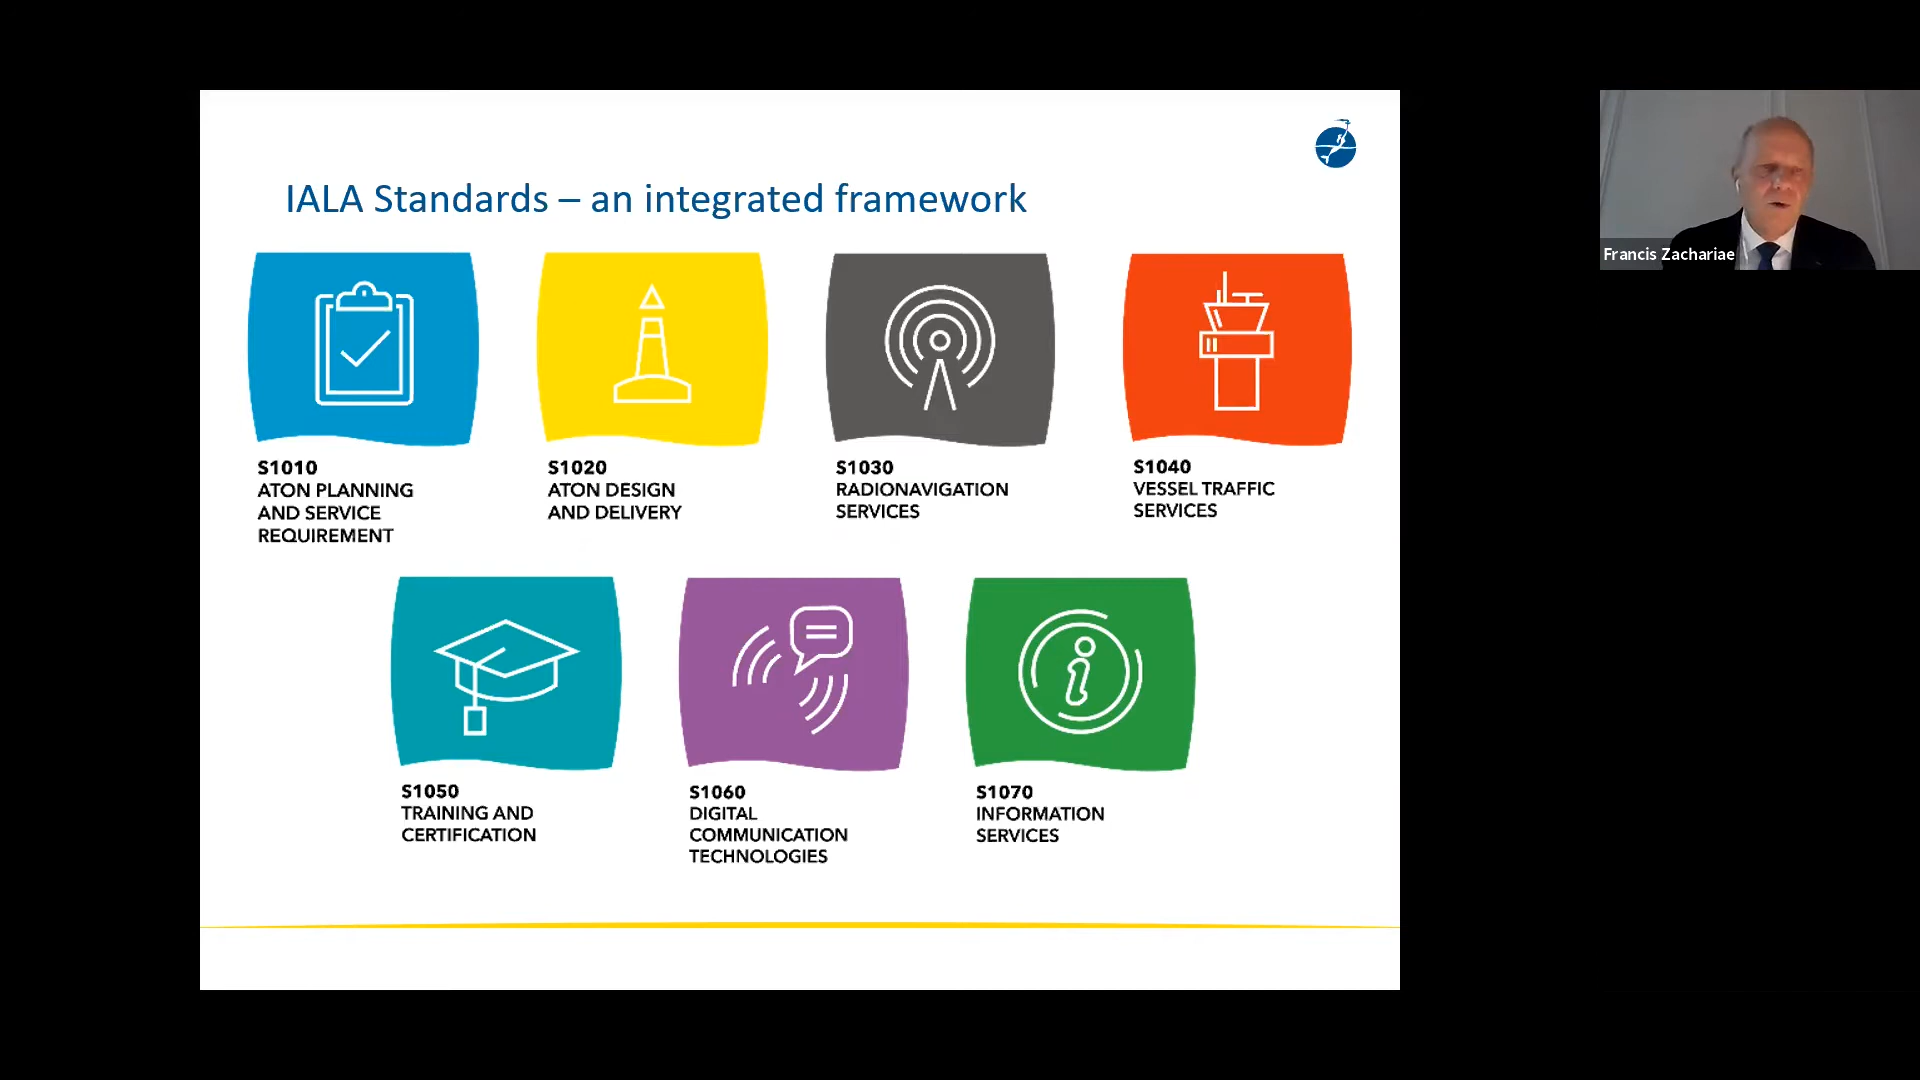 IALA Standards – an integrated framework
S1010
ATON PLANNING
AND SERVICE
REQUIREMENT
S1020
ATON DESIGN
AND DELIVERY
S1030
RADIONAVIGATION
SERVICES
S1040
VESSEL TRAFFIC
SERVICES
S1050
TRAINING AND
CERTIFICATION
S1060
DIGITAL
COMMUNICATION
TECHNOLOGIES
S1070
INFORMATION
SERVICES
Francis Zachariae